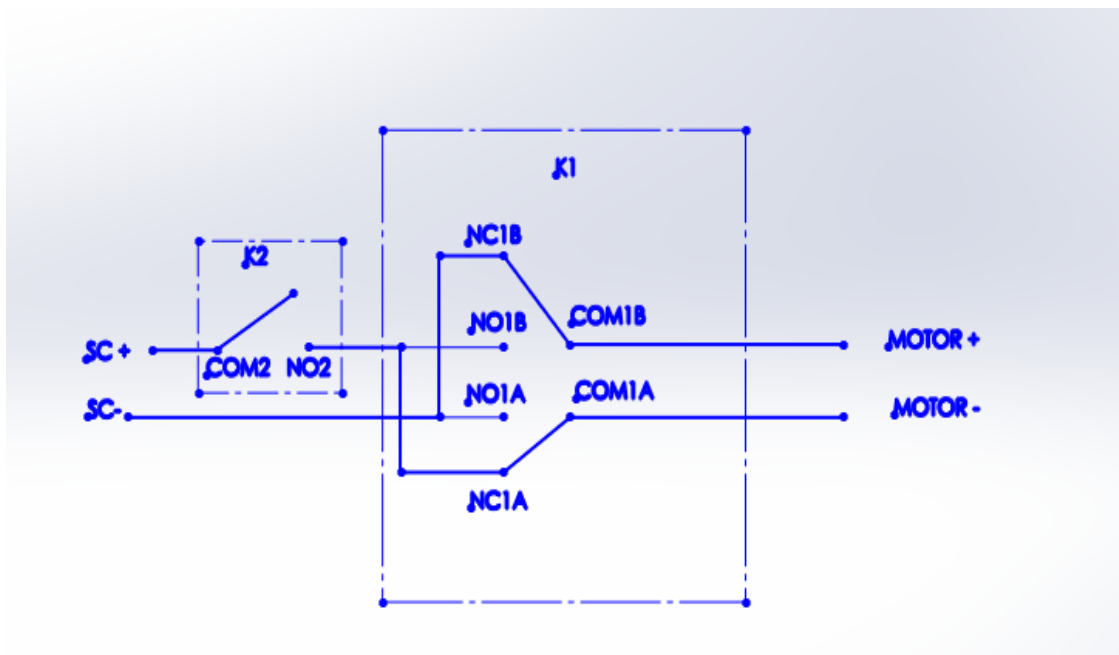 K1
NC1B
K2
NO1B
COM1B
SC +
MOTOR +
COM2
NO2
NO1A
COM1A
SC-
MOTOR -
NC1A